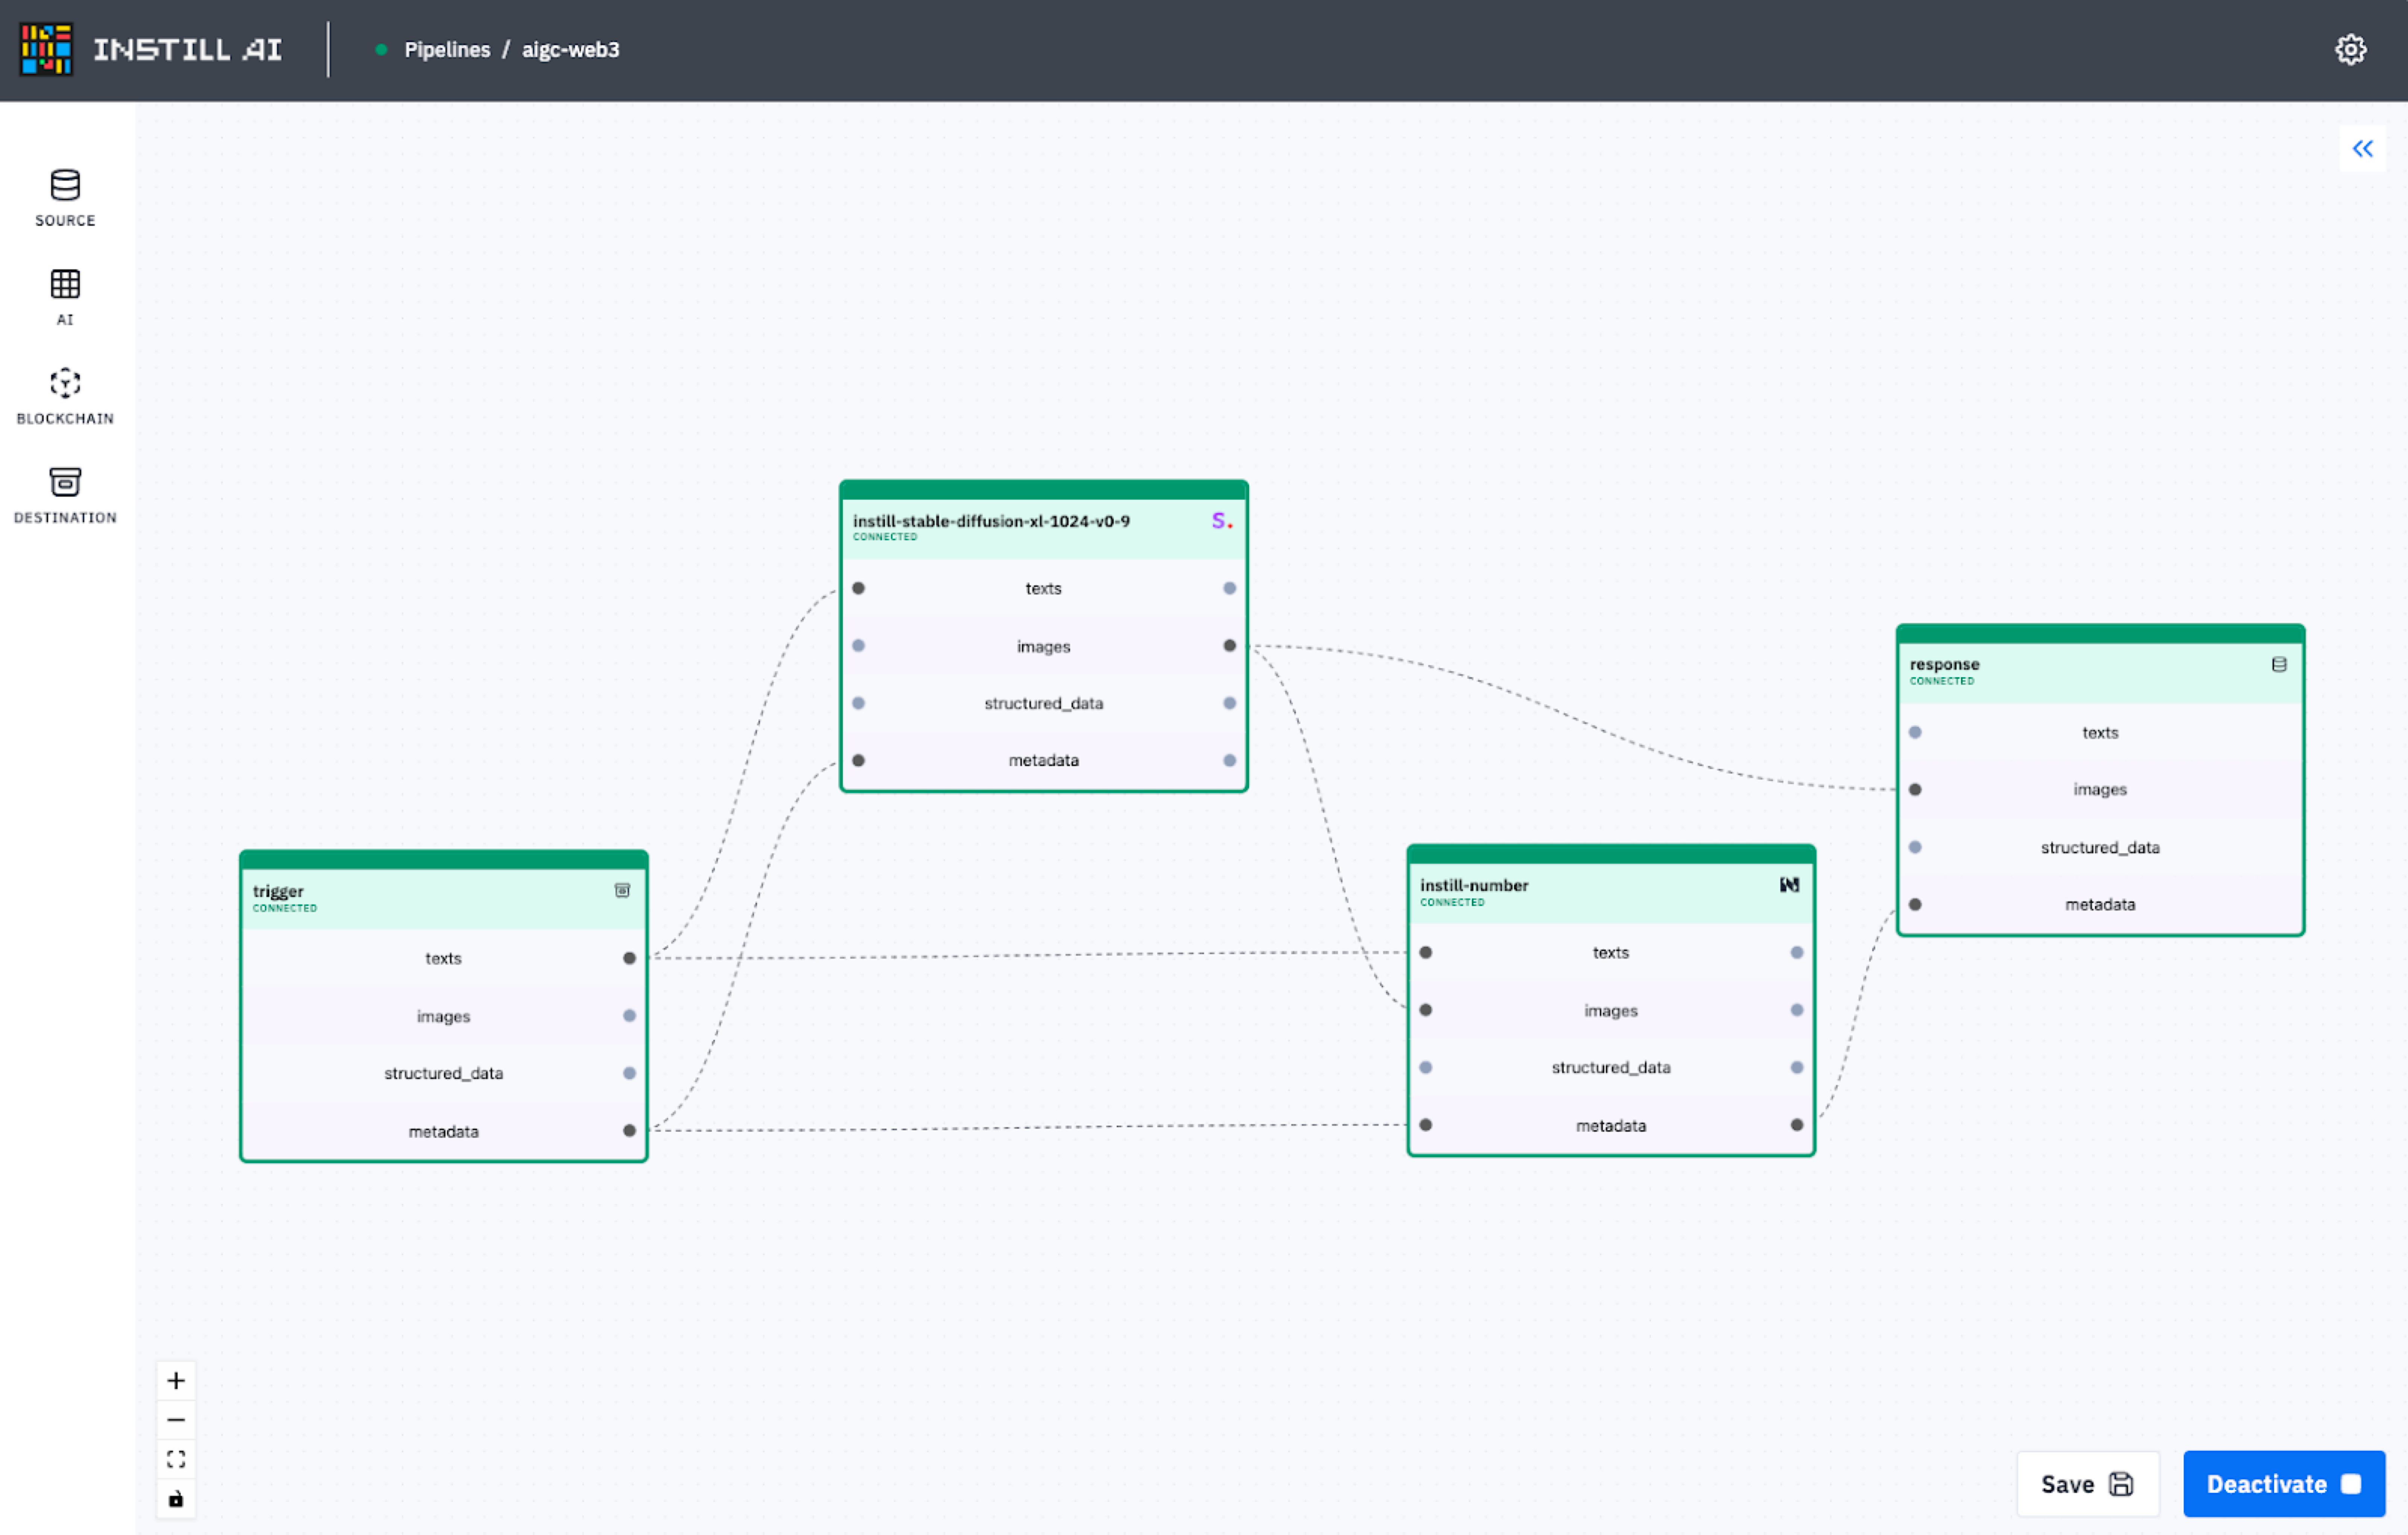 INSTILL AI
Pipelines / aigc-web3
SOURCE
AI
BLOCKCHAIN
DESTINATION
instill-stable-diffusion-xl-1024-v0-9
S.
CONNECTED
texts
images
structured_data
metadata
trigger
CONNECTED
texts
images
structured_data
metadata
instill-number
CONNECTED
texts
images
structured_data
metadata
response
CONNECTED
texts
images
structured_data
metadata
Save
Deactivate